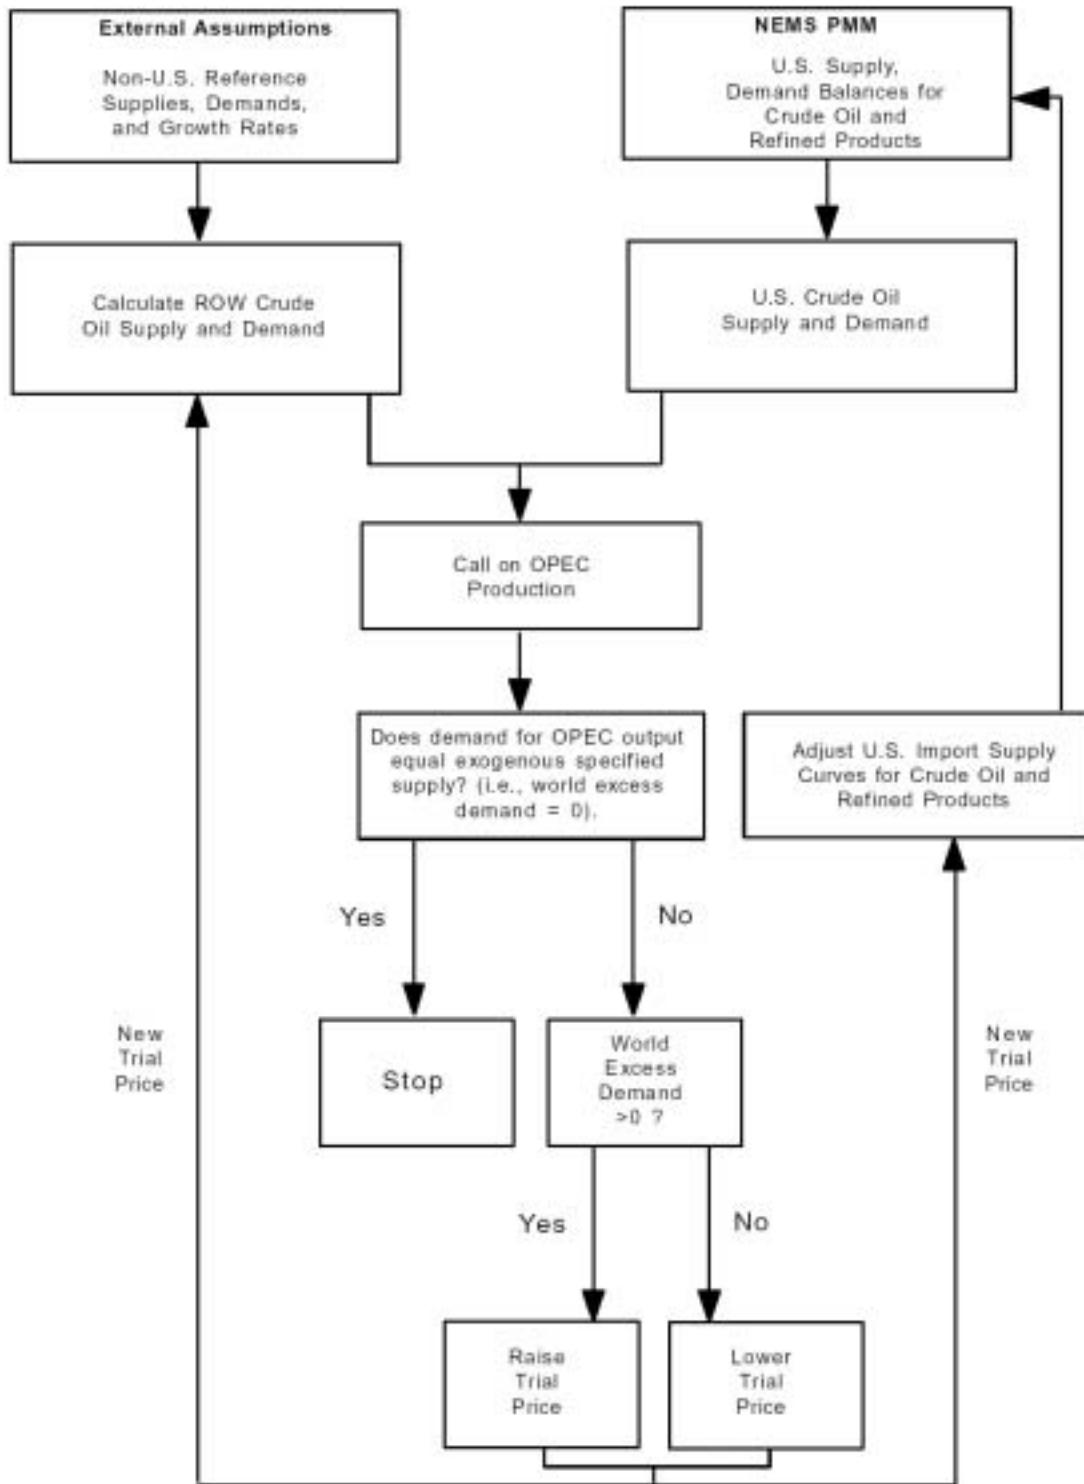 External Assumptions
Non-U.S. Reference
Supplies, Demands,
and Growth Rates
NEMS PMM
U.S. Supply,
Demand Balances for
Crude Oil and
Refined Products
Calculate ROW Crude
Oil Supply and Demand
U.S. Crude Oil
Supply and Demand
Call on OPEC
Production
Does demand for OPEC output
equal exogenous specified
supply? (i.e., world excess
demand = 0).
Adjust U.S. Import Supply
Curves for Crude Oil and
Refined Products
Yes
No
New
Trial
Price
Stop
World
Excess
Demand
>0 ?
New
Trial
Price
Yes
No
Raise
Trial
Price
Lower
Trial
Price